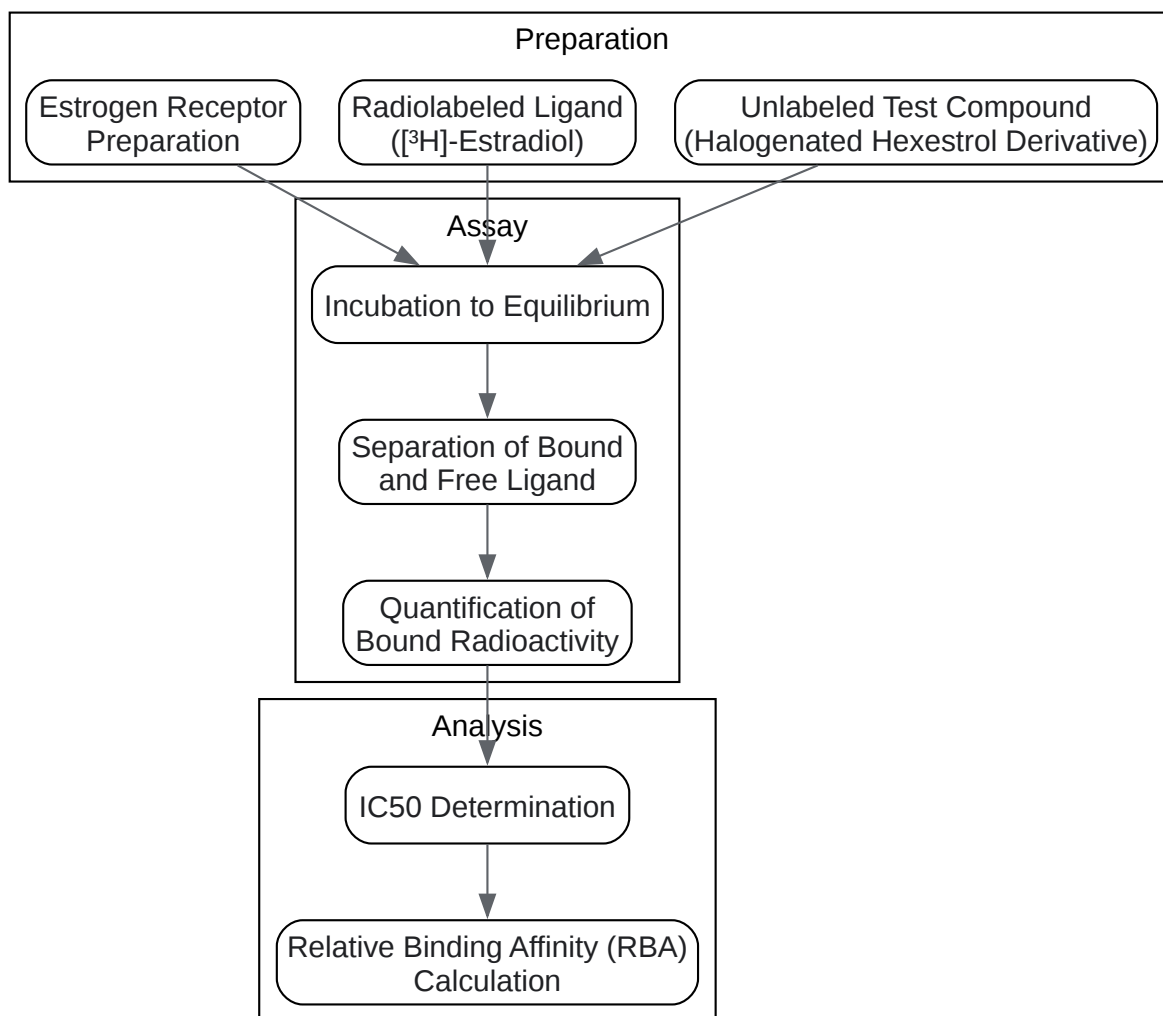 Preparation
Estrogen Receptor
Preparation
Radiolabeled Ligand
([³H]-Estradiol)
Unlabeled Test Compound
(Halogenated Hexestrol Derivative)
Assay
Incubation to Equilibrium
Separation of Bound
and Free Ligand
Quantification of
Bound Radioactivity
Analysis
IC50 Determination
Relative Binding Affinity (RBA)
Calculation